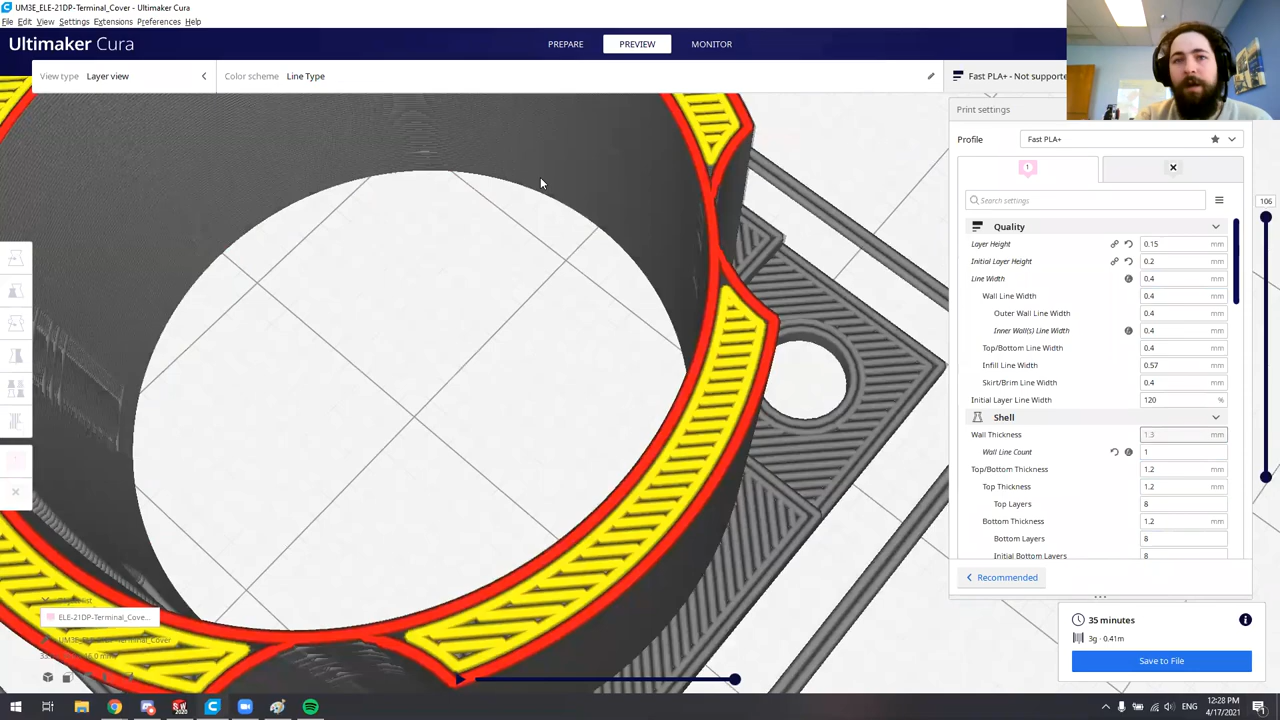 UM3E_ELE-21DP-Terminal_Cover - Ultimaker Cura
File Edit View Settings Extensions Preferences Help
Ultimaker Cura
PREPARE PREVIEW MONITOR
View type Layer view
Color scheme Line Type
Fast PLA+ - Not supporte
Print settings
Profile Fast PLA+
1
Search settings
Quality
Layer Height 0.15 mm
Initial Layer Height 0.2 mm
Line Width 0.4 mm
Wall Line Width 0.4 mm
Outer Wall Line Width 0.4 mm
Inner Wall(s) Line Width 0.4 mm
Top/Bottom Line Width 0.4 mm
Infill Line Width 0.57 mm
Skirt/Brim Line Width 0.4 mm
Initial Layer Line Width 120 %
Shell
Wall Thickness 1.3 mm
Wall Line Count 1
Top/Bottom Thickness 1.2 mm
Top Thickness 1.2 mm
Top Layers 8
Bottom Thickness 1.2 mm
Bottom Layers 8
Initial Bottom Layers 8
Recommended
106
ELE-21DP-Terminal_Cove...
35 minutes
3g · 0.41m
Save to File
ENG
12:28 PM
4/17/2021